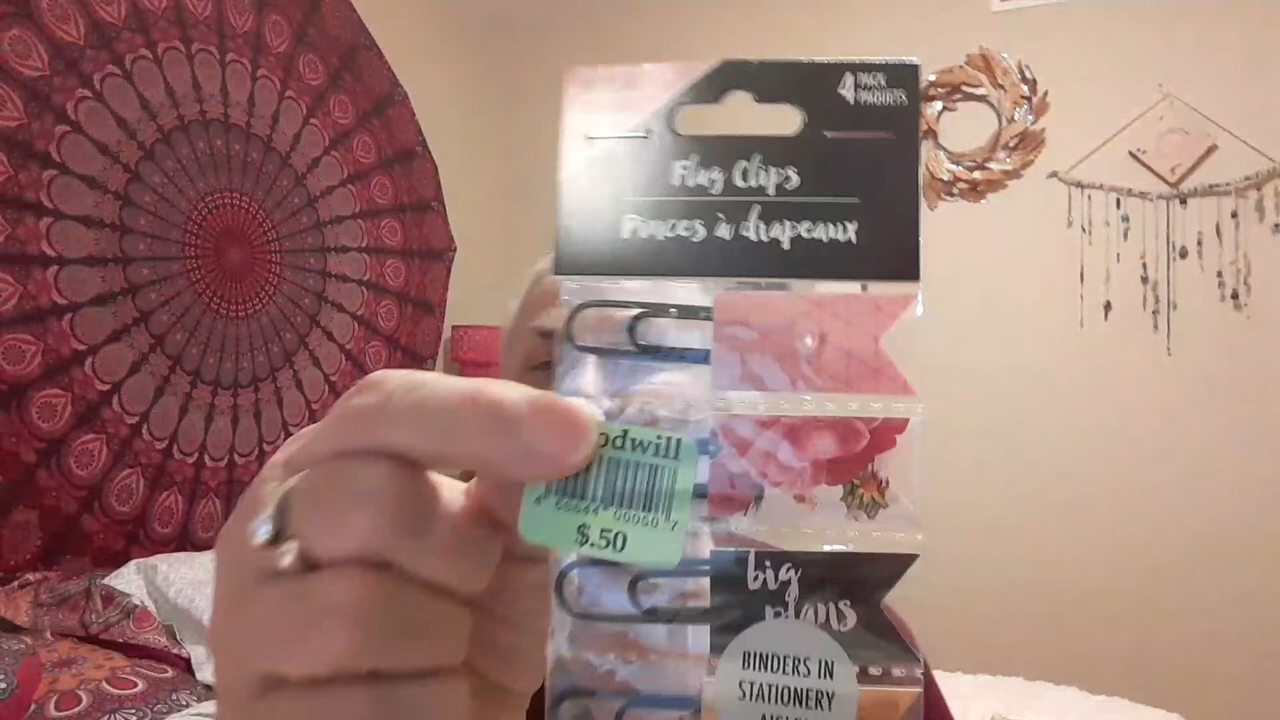 4 PACK
PAQUETS
Flag Clips
Pinces à drapeaux
odwill
$.50
big
plans
BINDERS IN
STATIONERY